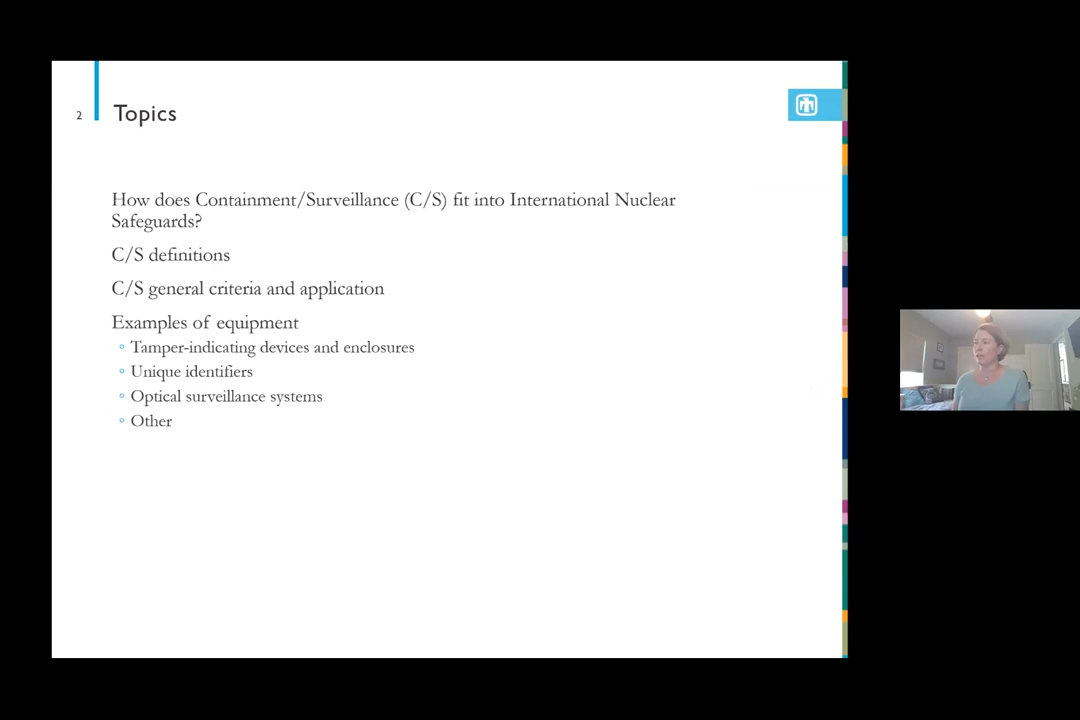 2
Topics
How does Containment/Surveillance (C/S) fit into International Nuclear
Safeguards?
C/S definitions
C/S general criteria and application
Examples of equipment
Tamper-indicating devices and enclosures
Unique identifiers
Optical surveillance systems
Other